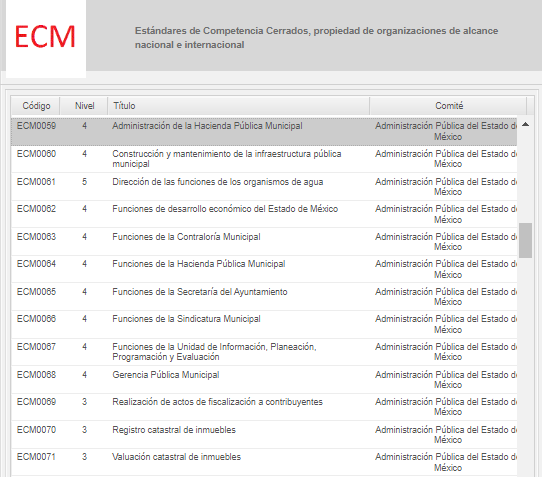 ECM
Estándares de Competencia Cerrados, propiedad de organizaciones de alcance
nacional e internacional
Código Nivel Título Comité
ECM0059 4 Administración de la Hacienda Pública Municipal Administración Pública del Estado de
México
ECM0060 4 Construcción y mantenimiento de la infraestructura pública Administración Pública del Estado de
municipal México
ECM0061 5 Dirección de las funciones de los organismos de agua Administración Pública del Estado de
México
ECM0062 4 Funciones de desarrollo económico del Estado de México Administración Pública del Estado de
México
ECM0063 4 Funciones de la Contraloría Municipal Administración Pública del Estado de
México
ECM0064 4 Funciones de la Hacienda Pública Municipal Administración Pública del Estado de
México
ECM0065 4 Funciones de la Secretaría del Ayuntamiento Administración Pública del Estado de
México
ECM0066 4 Funciones de la Sindicatura Municipal Administración Pública del Estado de
México
ECM0067 4 Funciones de la Unidad de Información, Planeación, Administración Pública del Estado de
Programación y Evaluación México
ECM0068 4 Gerencia Pública Municipal Administración Pública del Estado de
México
ECM0069 3 Realización de actos de fiscalización a contribuyentes Administración Pública del Estado de
México
ECM0070 3 Registro catastral de inmuebles Administración Pública del Estado de
México
ECM0071 3 Valuación catastral de inmuebles Administración Pública del Estado de
México